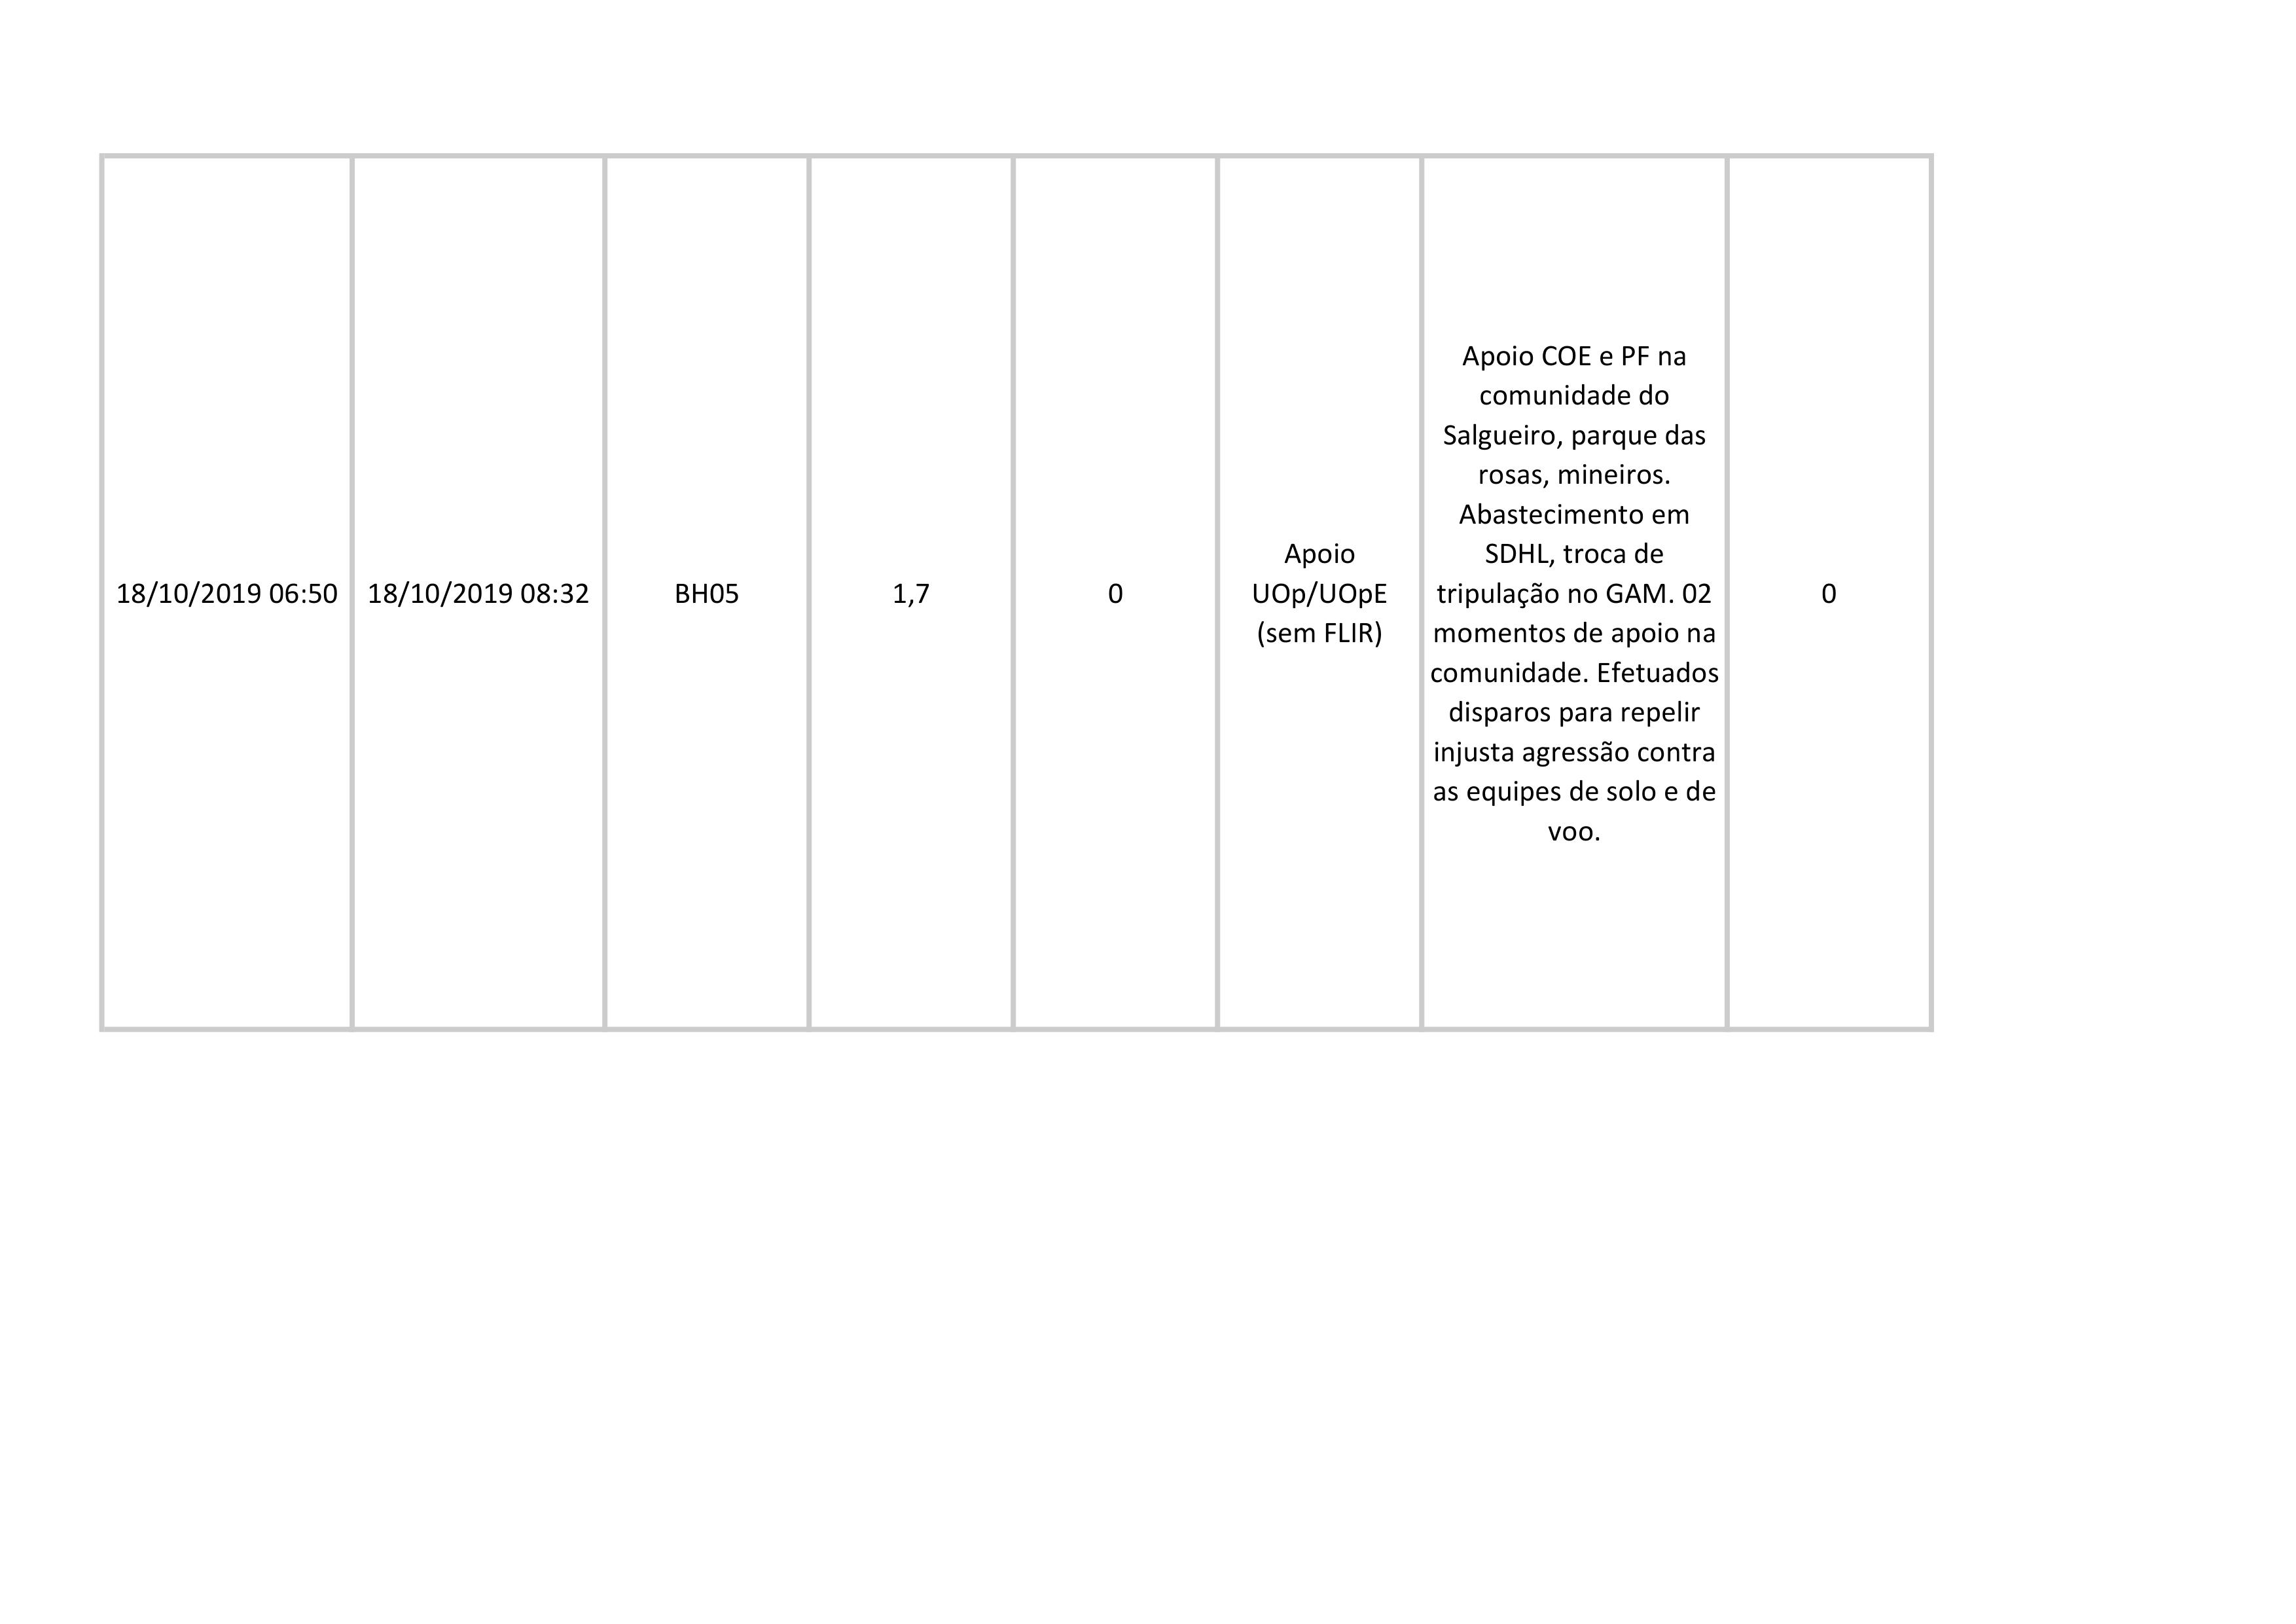 18/10/2019 06:50
18/10/2019 08:32
BH05
1,7
0
Apoio
UOp/UOpE
(sem FLIR)
Apoio COE e PF na
comunidade do
Salgueiro, parque das
rosas, mineiros.
Abastecimento em
SDHL, troca de
tripulação no GAM. 02
momentos de apoio na
comunidade. Efetuados
disparos para repelir
injusta agressão contra
as equipes de solo e de
voo.
0